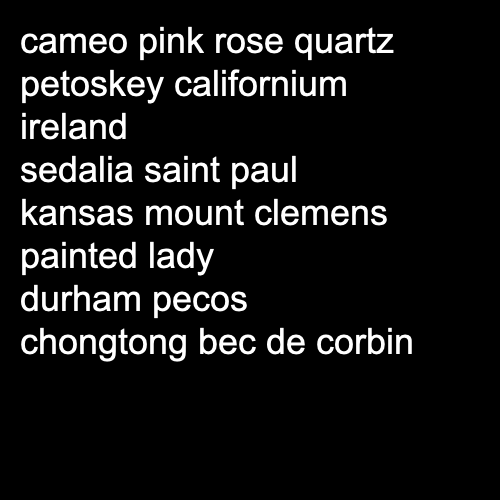 cameo pink rose quartz
petoskey californium
ireland
sedalia saint paul
kansas mount clemens
painted lady
durham pecos
chongtong bec de corbin